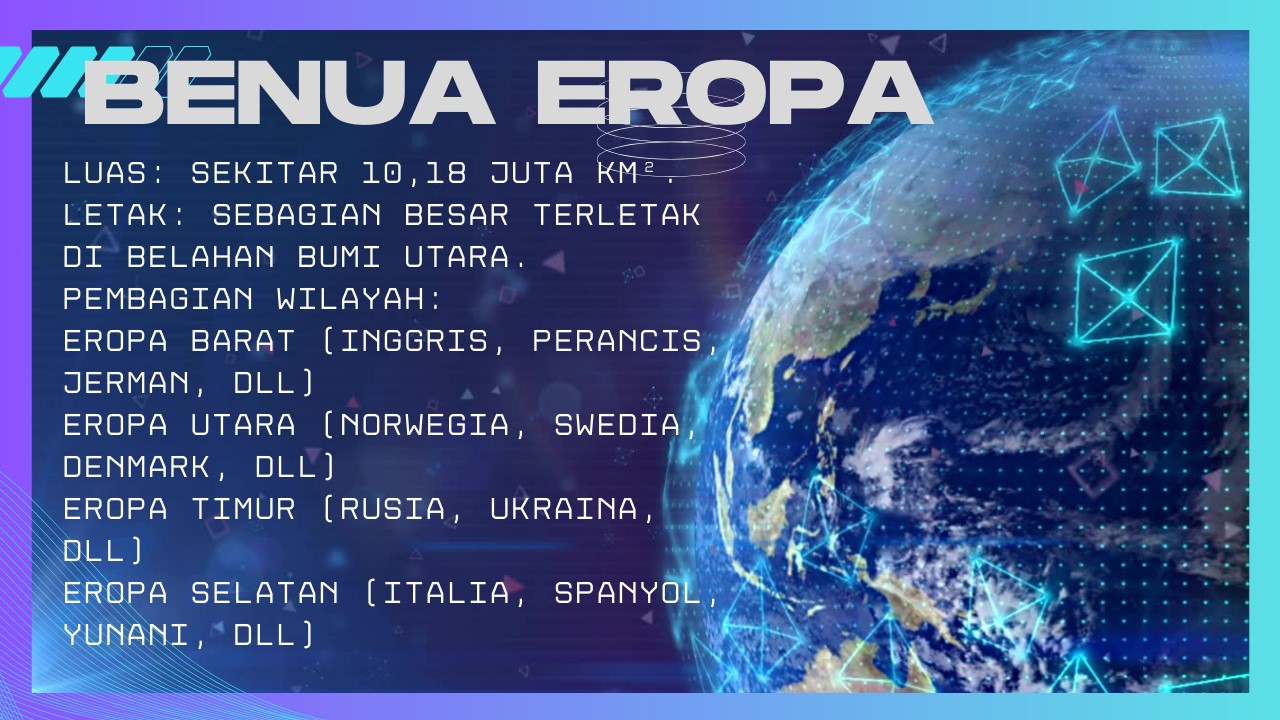 BENUA EROPA
LUAS: SEKITAR 10,18 JUTA KM².
LETAK: SEBAGIAN BESAR TERLETAK
DI BELAHAN BUMI UTARA.
PEMBAGIAN WILAYAH:
EROPA BARAT (INGGRIS, PERANCIS,
JERMAN, DLL)
EROPA UTARA (NORWEGIA, SWEDIA,
DENMARK, DLL)
EROPA TIMUR (RUSIA, UKRAINA,
DLL)
EROPA SELATAN (ITALIA, SPANYOL,
YUNANI, DLL)